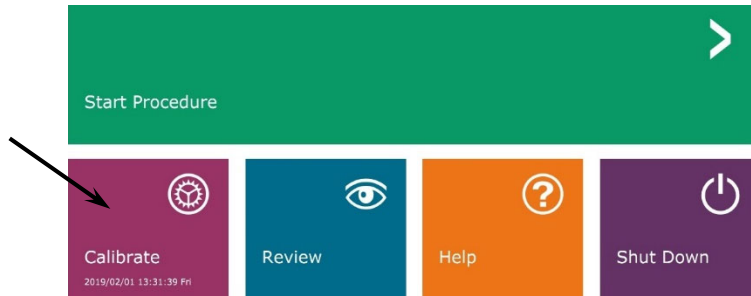 Start Procedure
Calibrate
2019/02/01 13:31:39 Fri
Review
Help
Shut Down